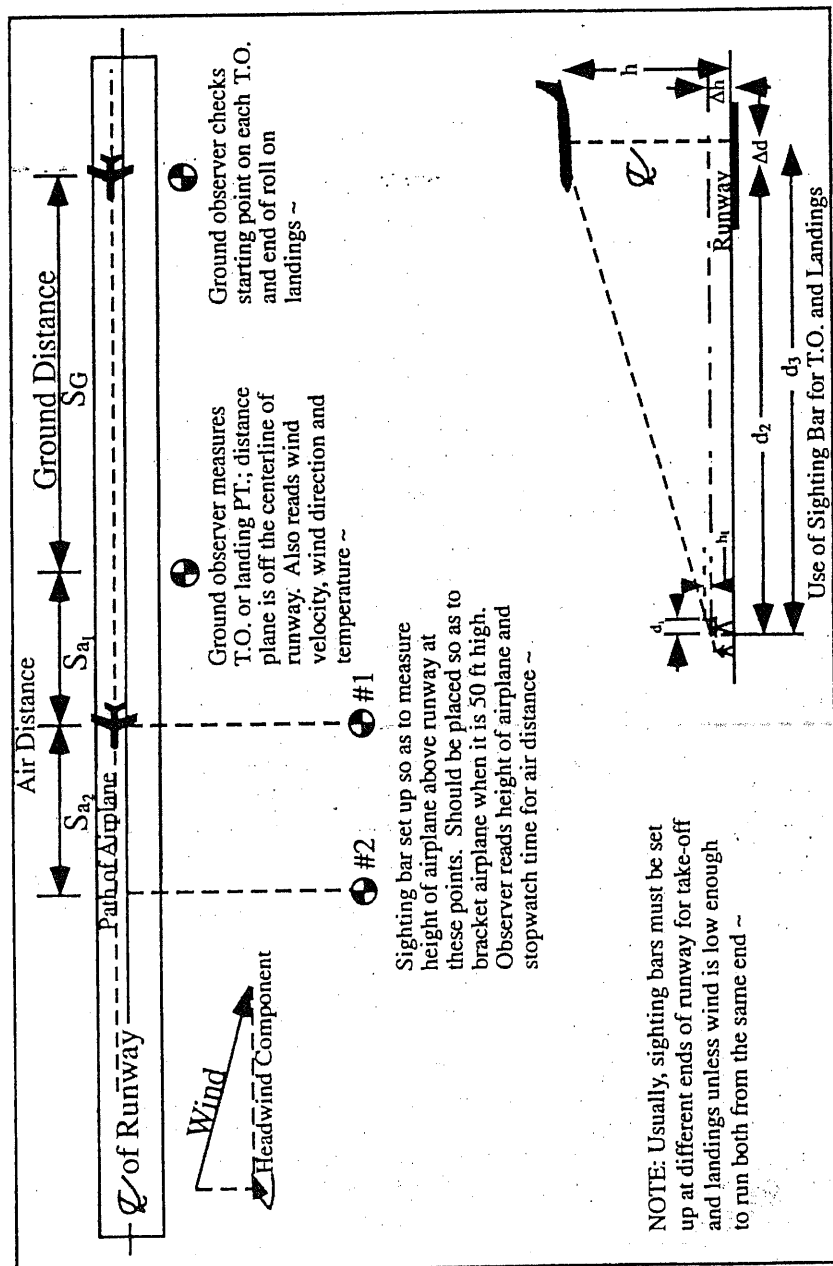 Air Distance
Ground Distance
Sa2
Sa1
SG
Path of Airplane
℄ of Runway
Wind
Headwind Component
#2
#1
Ground observer measures
T.O. or landing PT.; distance
plane is off the centerline of
runway. Also reads wind
velocity, wind direction and
temperature ~
Ground observer checks
starting point on each T.O.
and end of roll on
landings ~
Sighting bar set up so as to measure
height of airplane above runway at
these points. Should be placed so as to
bracket airplane when it is 50 ft high.
Observer reads height of airplane and
stopwatch time for air distance ~
NOTE: Usually, sighting bars must be set
up at different ends of runway for take-off
and landings unless wind is low enough
to run both from the same end ~
d1
h1
℄
h
Δh
Runway
Δd
d2
d3
Use of Sighting Bar for T.O. and Landings